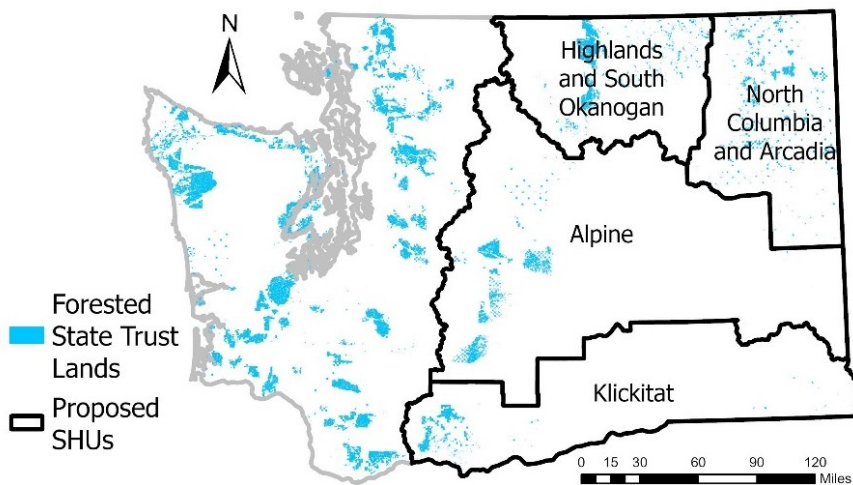 N
Highlands
and South
Okanogan
North
Columbia
and Arcadia
Alpine
Forested
State Trust
Lands
Proposed
SHUs
Klickitat
0 15 30 60 90 120
Miles